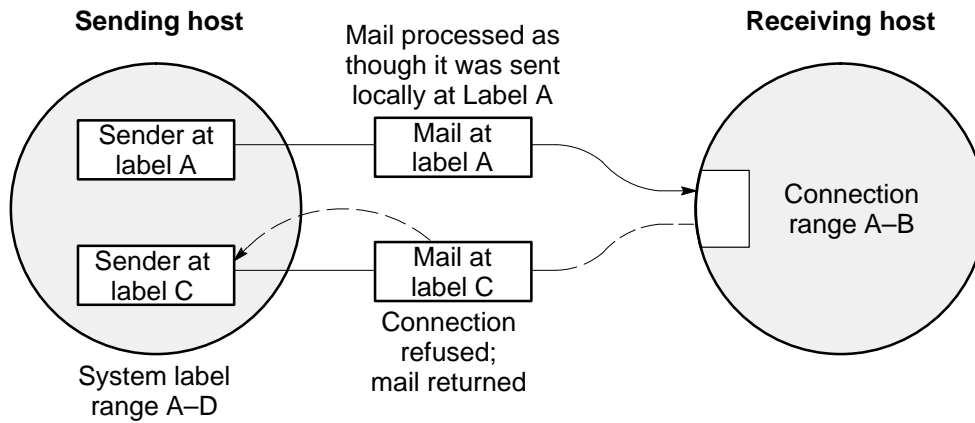 Sending host
Receiving host
Mail processed as
though it was sent
locally at Label A
Sender at
label A
Mail at
label A
Connection
range A–B
Sender at
label C
Mail at
label C
Connection
refused;
mail returned
System label
range A–D